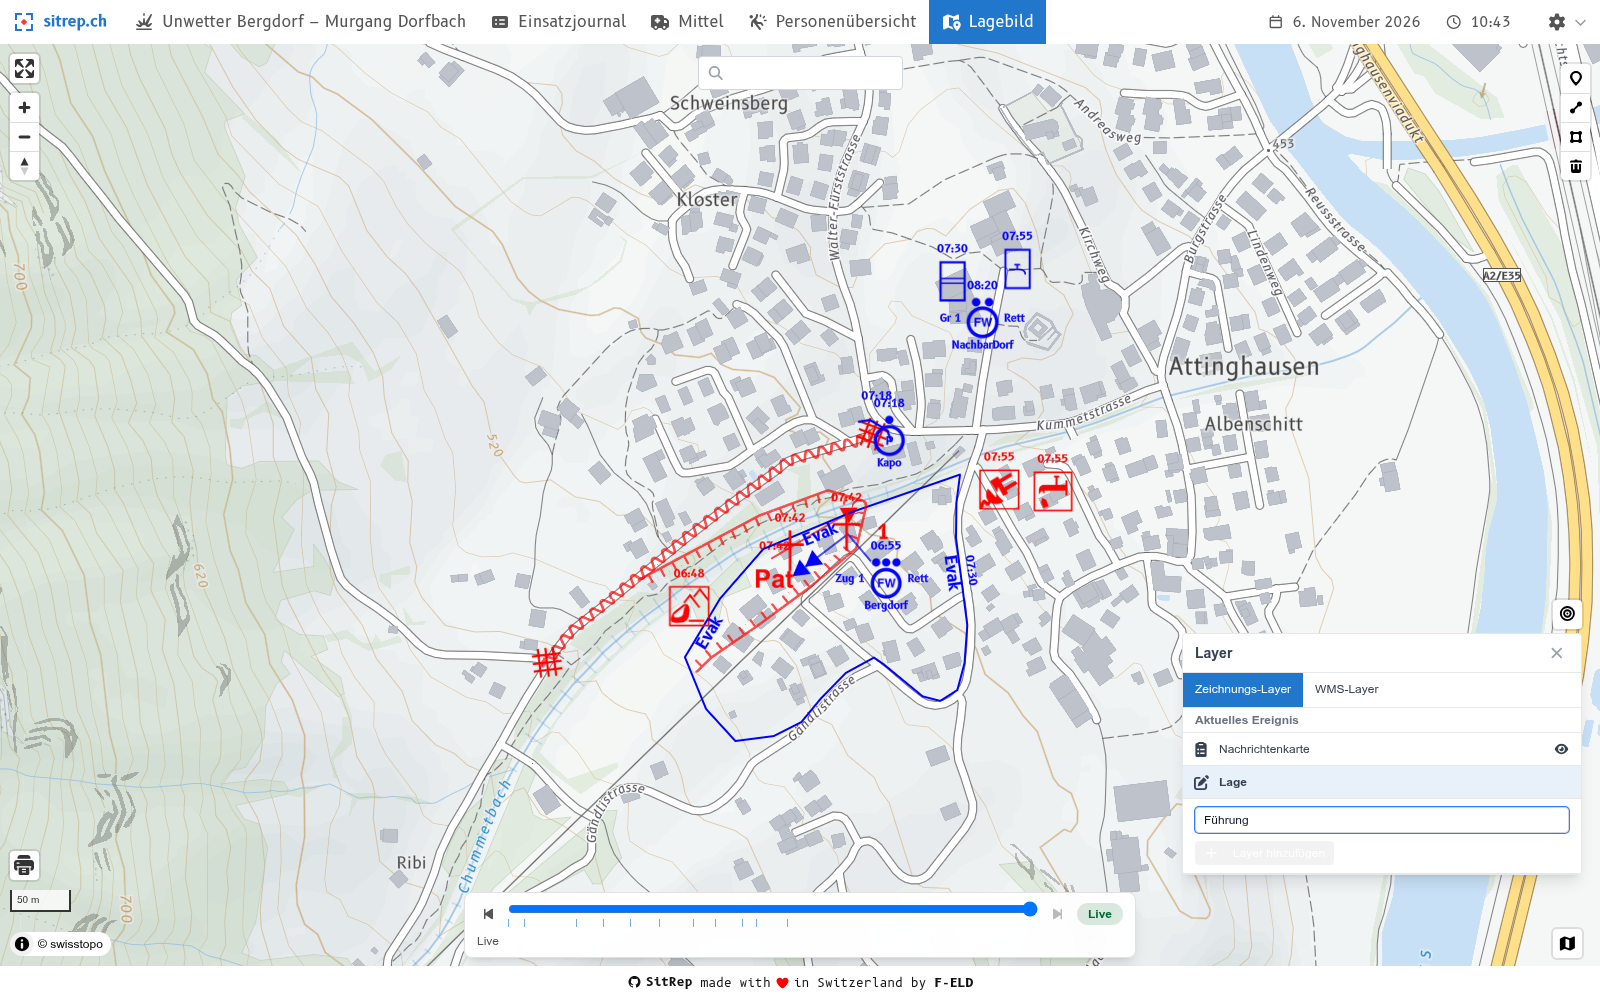 sitrep.ch
Unwetter Bergdorf – Murgang Dorfbach
Einsatzjournal
Mittel
Personenübersicht
Lagebild
6. November 2026
10:43
Schweinsberg
Kloster
Walter-Fürststrasse
Andreasweg
Kirchweg
Burgstrasse
Lindenweg
Reussstrasse
453
A2/E35
Attinghausen
Albenschitt
Kummetstrasse
700
520
620
700
07:30
07:55
08:20
Gr 1
FW
Rett
NachbarDorf
07:18
07:18
Kapo
07:55
07:55
07:42
07:42
Evak
1
06:55
Pat
Zug 1
FW
Rett
Bergdorf
Evak
07:30
06:48
Evak
Gandlistrasse
Gandlistrasse
Chummetbach
Ribi
50 m
© swisstopo
Layer
Zeichnungs-Layer
WMS-Layer
Aktuelles Ereignis
Nachrichtenkarte
Lage
Führung
Layer hinzufügen
Live
Live
SitRep made with in Switzerland by F-ELD